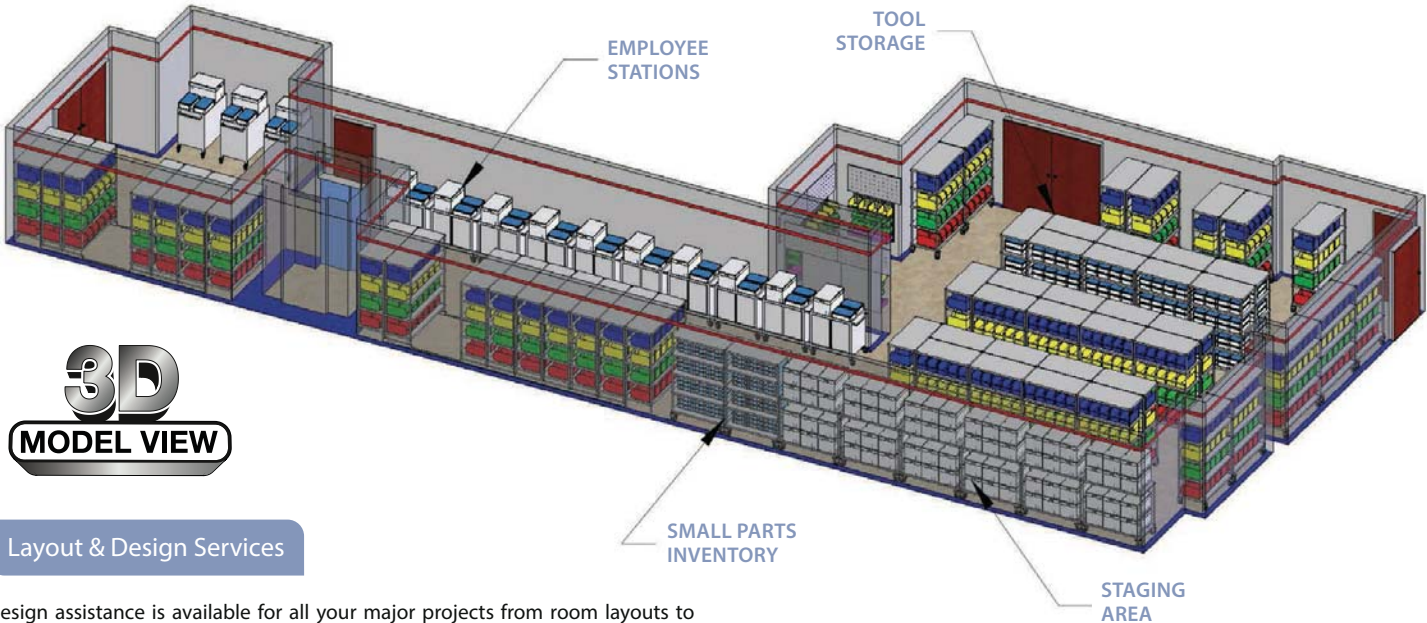 TOOL
STORAGE
EMPLOYEE
STATIONS
3D
MODEL VIEW
SMALL PARTS
INVENTORY
Layout & Design Services
STAGING
AREA
esign assistance is available for all your major projects from room layouts to